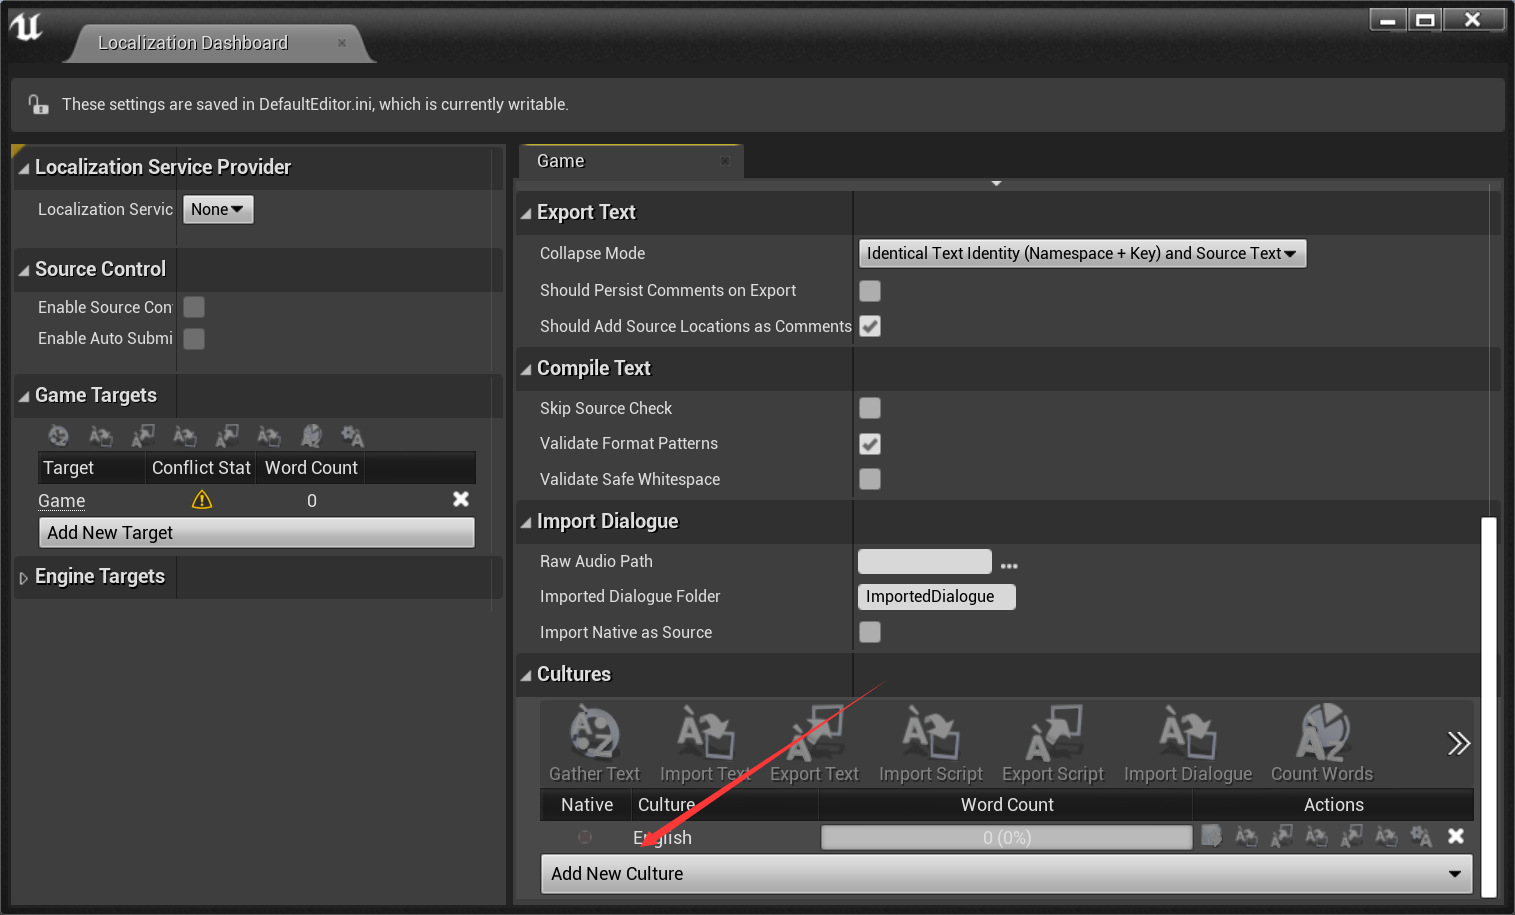 Localization Dashboard
These settings are saved in DefaultEditor.ini, which is currently writable.
Localization Service Provider
Localization Servic
None
Source Control
Enable Source Con
Enable Auto Submi
Game Targets
Target
Conflict Stat
Word Count
Game
0
Add New Target
Engine Targets
Game
Export Text
Collapse Mode
Identical Text Identity (Namespace + Key) and Source Text
Should Persist Comments on Export
Should Add Source Locations as Comments
Compile Text
Skip Source Check
Validate Format Patterns
Validate Safe Whitespace
Import Dialogue
Raw Audio Path
...
Imported Dialogue Folder
ImportedDialogue
Import Native as Source
Cultures
Gather Text
Import Text
Export Text
Import Script
Export Script
Import Dialogue
Count Words
Native
Culture
Word Count
Actions
English
0 (0%)
Add New Culture